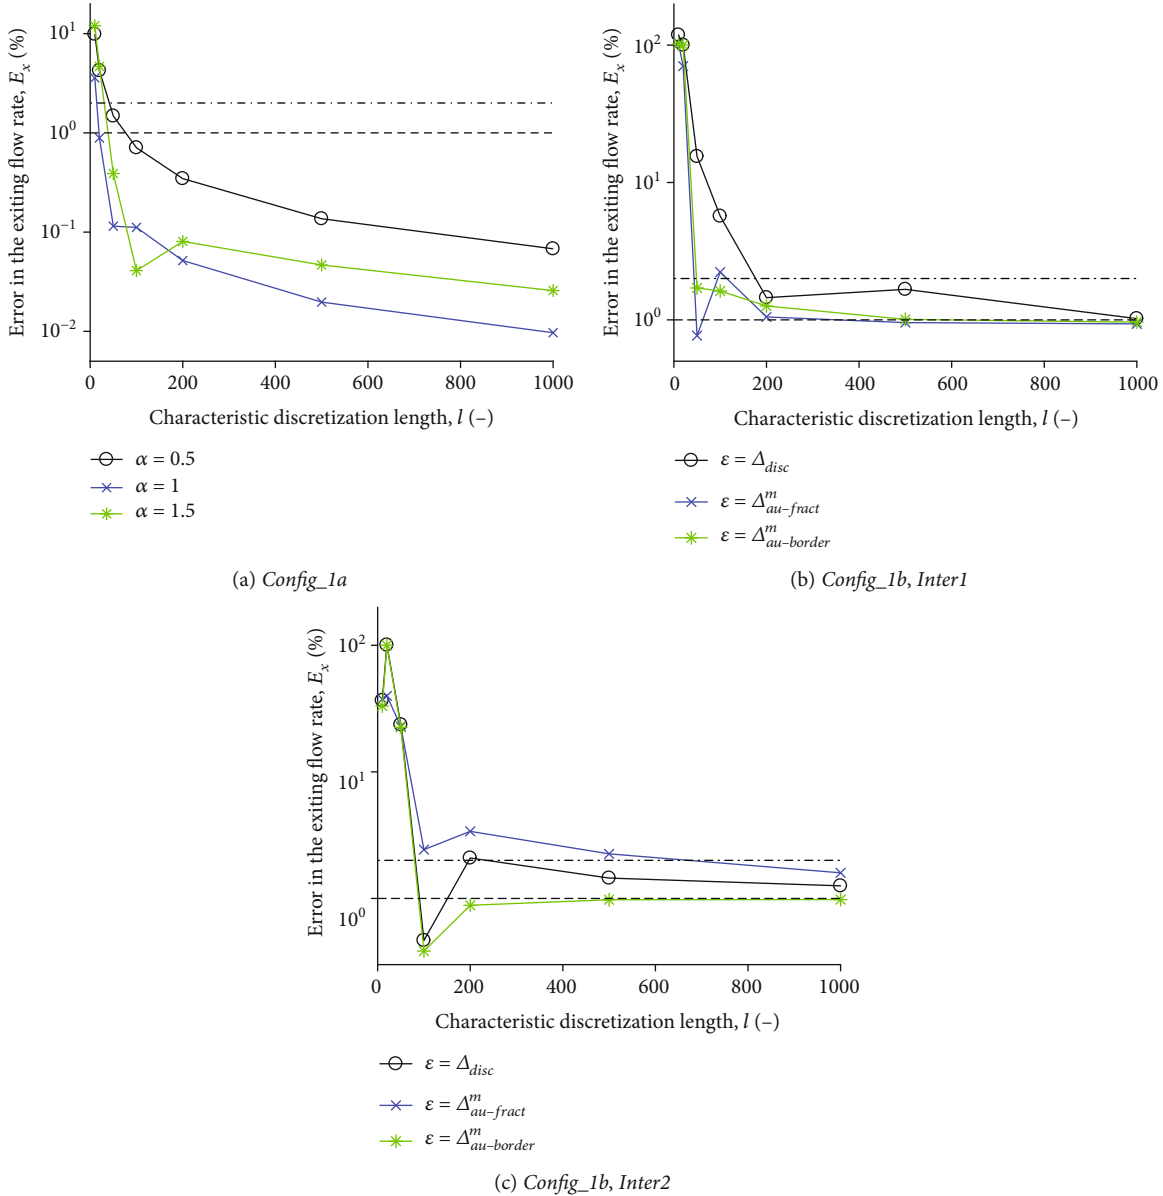 Error in the exiting flow rate, E_x (%)
10^1
10^0
10^−1
10^−2
0 200 400 600 800 1000
Characteristic discretization length, l (–)
α = 0.5
α = 1
α = 1.5
(a) Config_1a
Error in the exiting flow rate, E_x (%)
10^2
10^1
10^0
0 200 400 600 800 1000
Characteristic discretization length, l (–)
ε = Δ_disc
ε = Δ^m_au–fract
ε = Δ^m_au–border
(b) Config_1b, Inter1
Error in the exiting flow rate, E_x (%)
10^2
10^1
10^0
0 200 400 600 800 1000
Characteristic discretization length, l (–)
ε = Δ_disc
ε = Δ^m_au–fract
ε = Δ^m_au–border
(c) Config_1b, Inter2